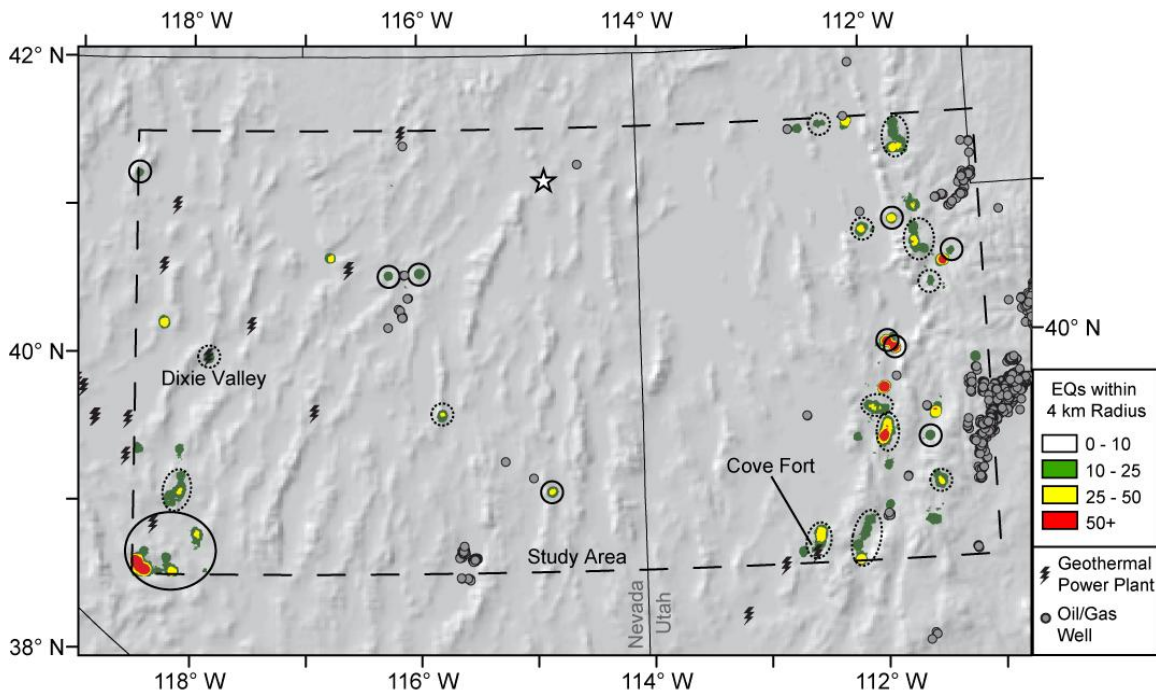 118° W 116° W 114° W 112° W
42° N
40° N
40° N
Dixie Valley
EQs within
4 km Radius
0 - 10
10 - 25
25 - 50
50+
Cove Fort
Study Area
Nevada
Utah
Geothermal
Power Plant
Oil/Gas
Well
38° N
118° W 116° W 114° W 112° W